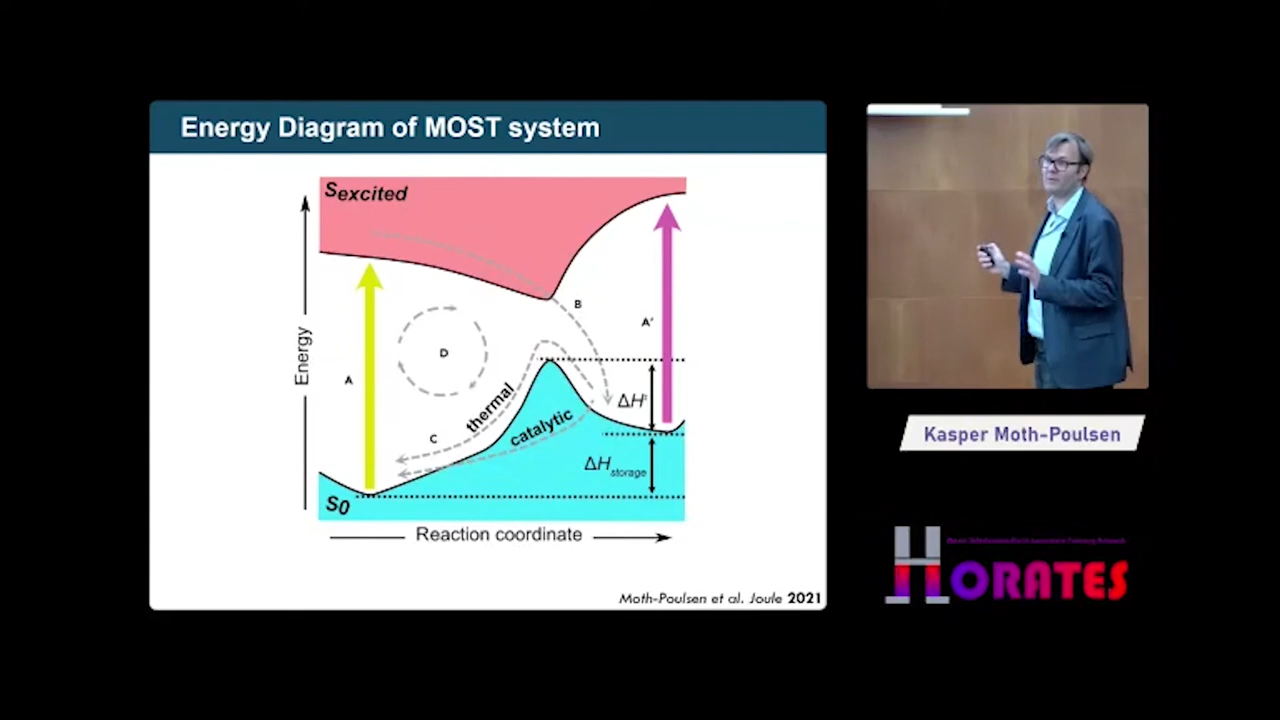 Energy Diagram of MOST system
Sexcited
Energy
A
D
B
A'
C
thermal
catalytic
ΔH‡
ΔHstorage
S0
Reaction coordinate
Moth-Poulsen et al. Joule 2021
Kasper Moth-Poulsen
HORATES